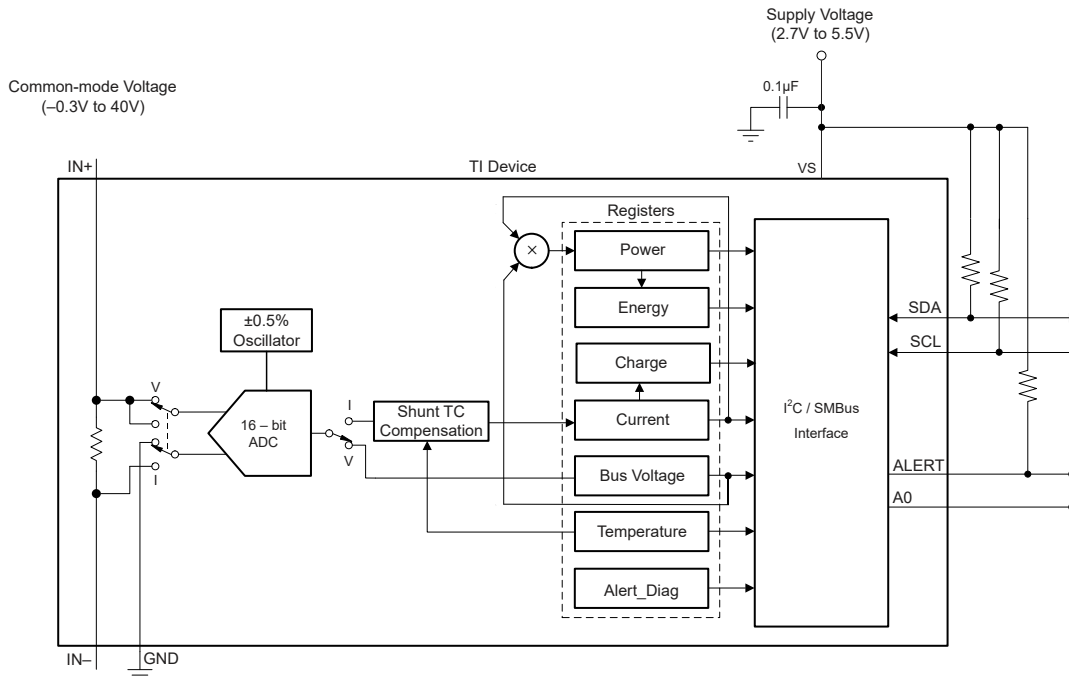 Supply Voltage
(2.7V to 5.5V)
Common-mode Voltage
(–0.3V to 40V)
0.1µF
IN+
TI Device
VS
Registers
×
Power
Energy
±0.5%
Oscillator
Charge
SDA
SCL
V
16 – bit
ADC
I
Shunt TC
Compensation
Current
I²C / SMBus
Interface
V
I
Bus Voltage
ALERT
A0
Temperature
Alert_Diag
IN–
GND